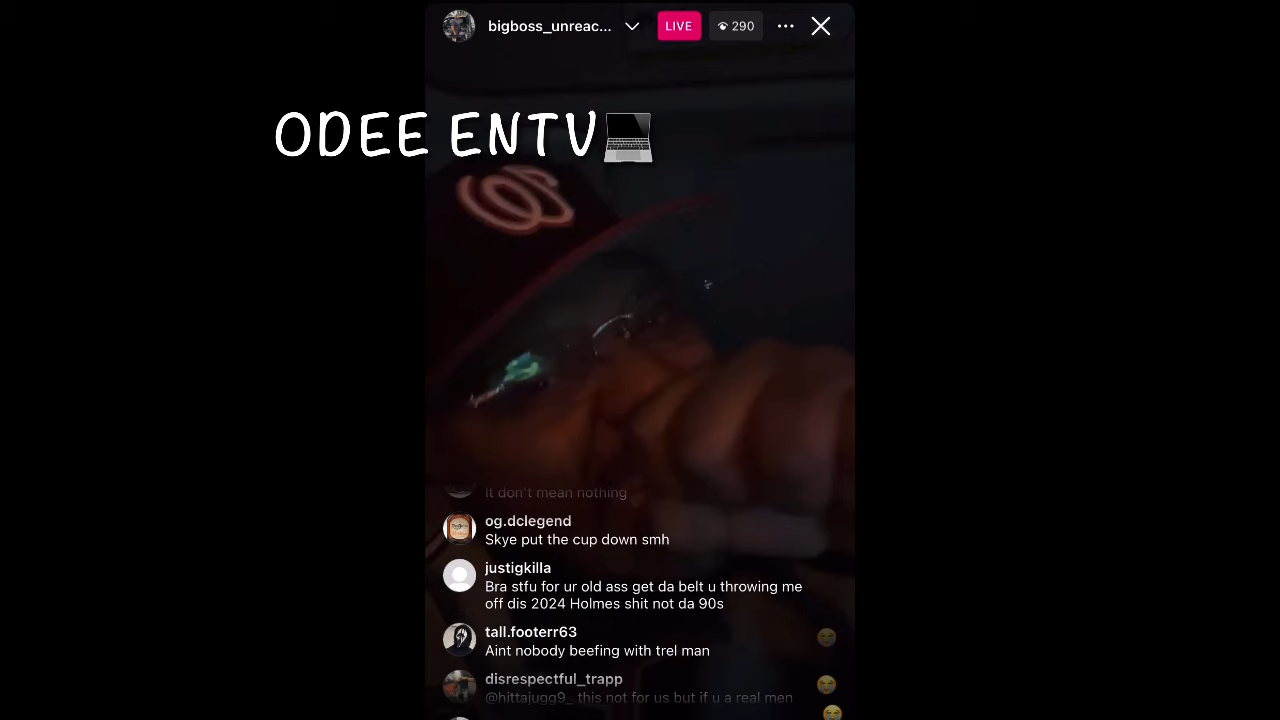 bigboss_unreac...
LIVE
290
ODEE ENTV
It don't mean nothing
og.dclegend
Skye put the cup down smh
justigkilla
Bra stfu for ur old ass get da belt u throwing me
off dis 2024 Holmes shit not da 90s
tall.footerr63
Aint nobody beefing with trel man
disrespectful_trapp
@hittajugg9_ this not for us but if u a real men